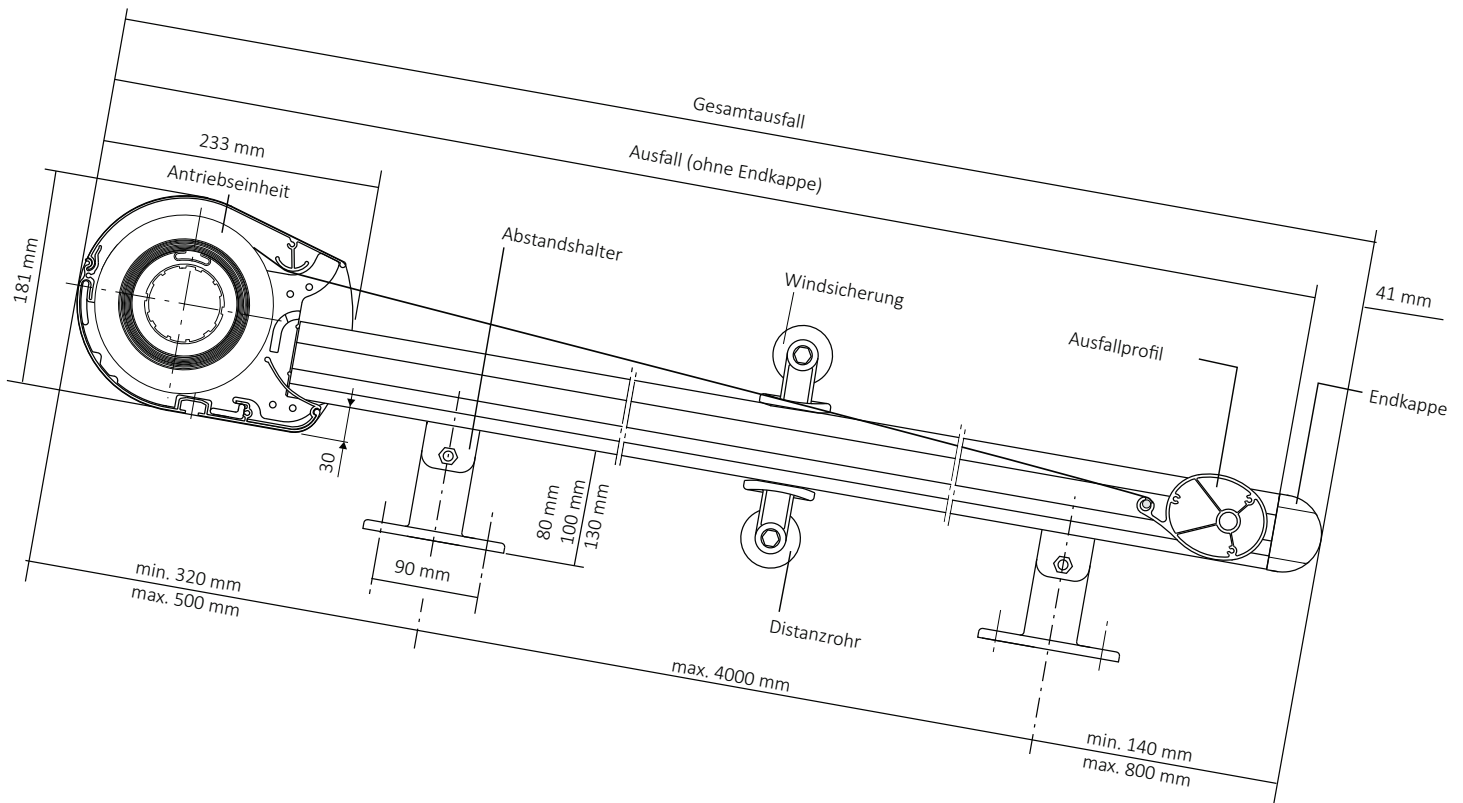 Gesamtausfall
Ausfall (ohne Endkappe)
233 mm
Antriebseinheit
181 mm
Abstandshalter
Windsicherung
41 mm
Ausfallprofil
Endkappe
30
80 mm
100 mm
130 mm
90 mm
min. 320 mm
max. 500 mm
Distanzrohr
max. 4000 mm
min. 140 mm
max. 800 mm